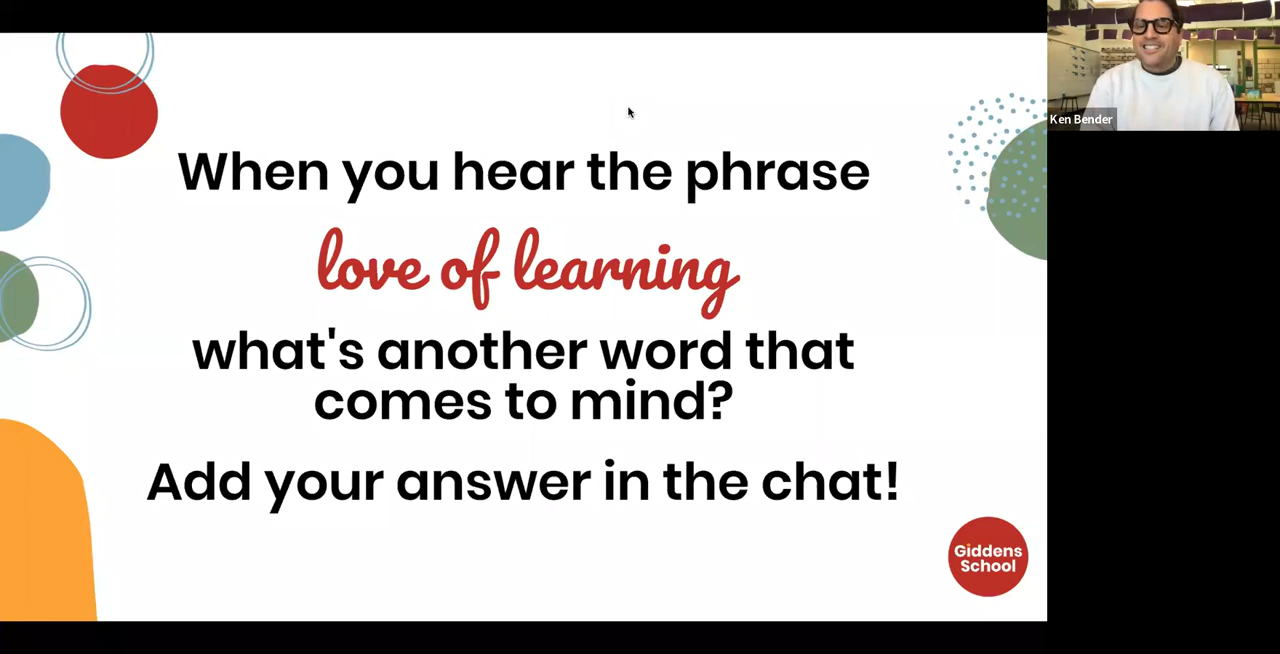 When you hear the phrase
love of learning
what's another word that
comes to mind?
Add your answer in the chat!
Giddens
School
Ken Bender